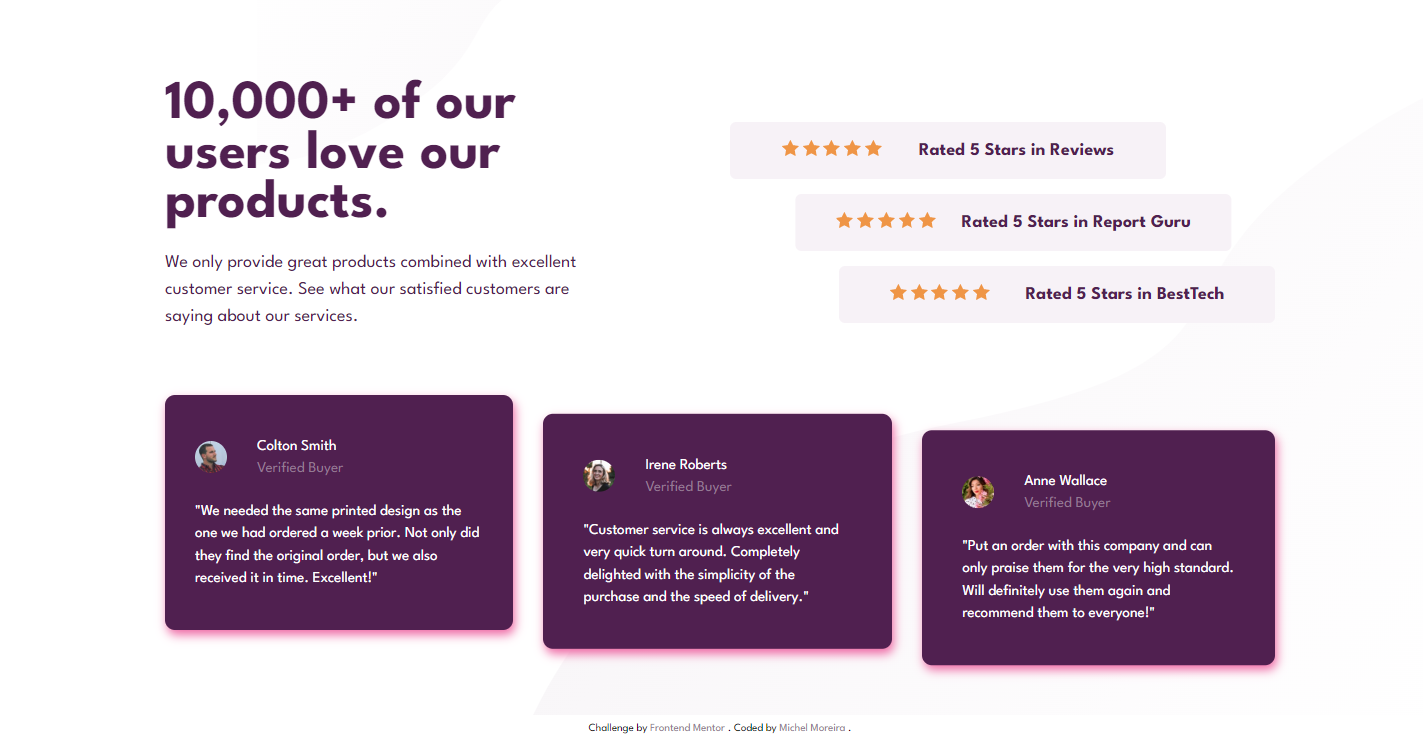 10,000+ of our
users love our
products.
We only provide great products combined with excellent
customer service. See what our satisfied customers are
saying about our services.
Rated 5 Stars in Reviews
Rated 5 Stars in Report Guru
Rated 5 Stars in BestTech
Colton Smith
Verified Buyer
"We needed the same printed design as the
one we had ordered a week prior. Not only did
they find the original order, but we also
received it in time. Excellent!"
Irene Roberts
Verified Buyer
"Customer service is always excellent and
very quick turn around. Completely
delighted with the simplicity of the
purchase and the speed of delivery."
Anne Wallace
Verified Buyer
"Put an order with this company and can
only praise them for the very high standard.
Will definitely use them again and
recommend them to everyone!"
Challenge by Frontend Mentor . Coded by Michel Moreira .